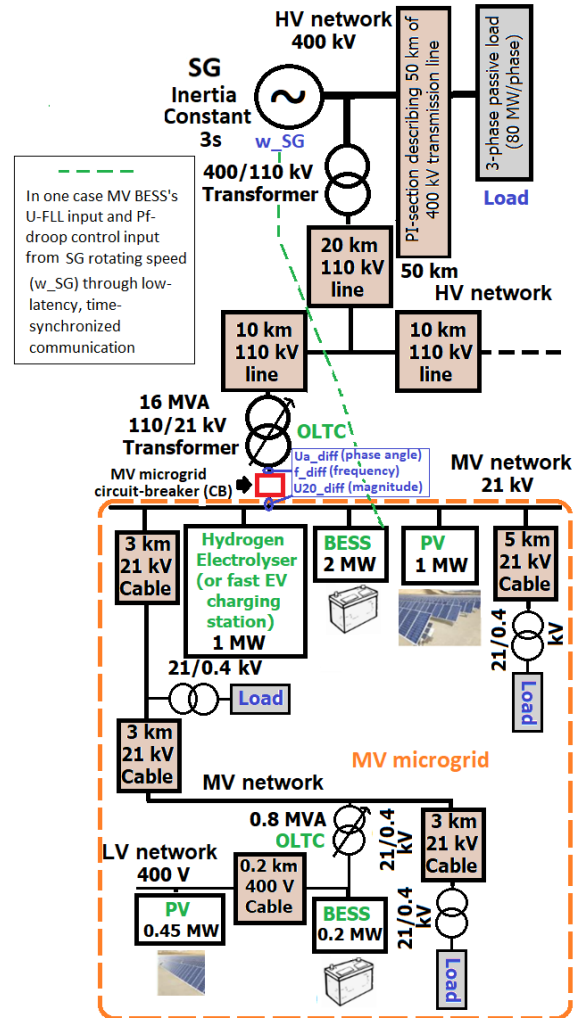 HV network
400 kV
SG
Inertia
Constant
3s
w_SG
PI-section describing 50 km of
400 kV transmission line
3-phase passive load
(80 MW/phase)
Load
400/110 kV
Transformer
In one case MV BESS's
U-FLL input and Pf-
droop control input
from SG rotating speed
(w_SG) through low-
latency, time-
synchronized
communication
20 km
110 kV
line
50 km
HV network
10 km
110 kV
line
10 km
110 kV
line
16 MVA
110/21 kV
Transformer
OLTC
Ua_diff (phase angle)
f_diff (frequency)
U20_diff (magnitude)
MV microgrid
circuit-breaker (CB)
MV network
21 kV
3 km
21 kV
Cable
Hydrogen
Electrolyser
(or fast EV
charging
station)
1 MW
BESS
2 MW
PV
1 MW
5 km
21 kV
Cable
21/0.4
kV
Load
21/0.4 kV
Load
3 km
21 kV
Cable
MV microgrid
MV network
0.8 MVA
OLTC
21/0.4
kV
3 km
21 kV
Cable
LV network
400 V
0.2 km
400 V
Cable
PV
0.45 MW
BESS
0.2 MW
21/0.4
kV
Load